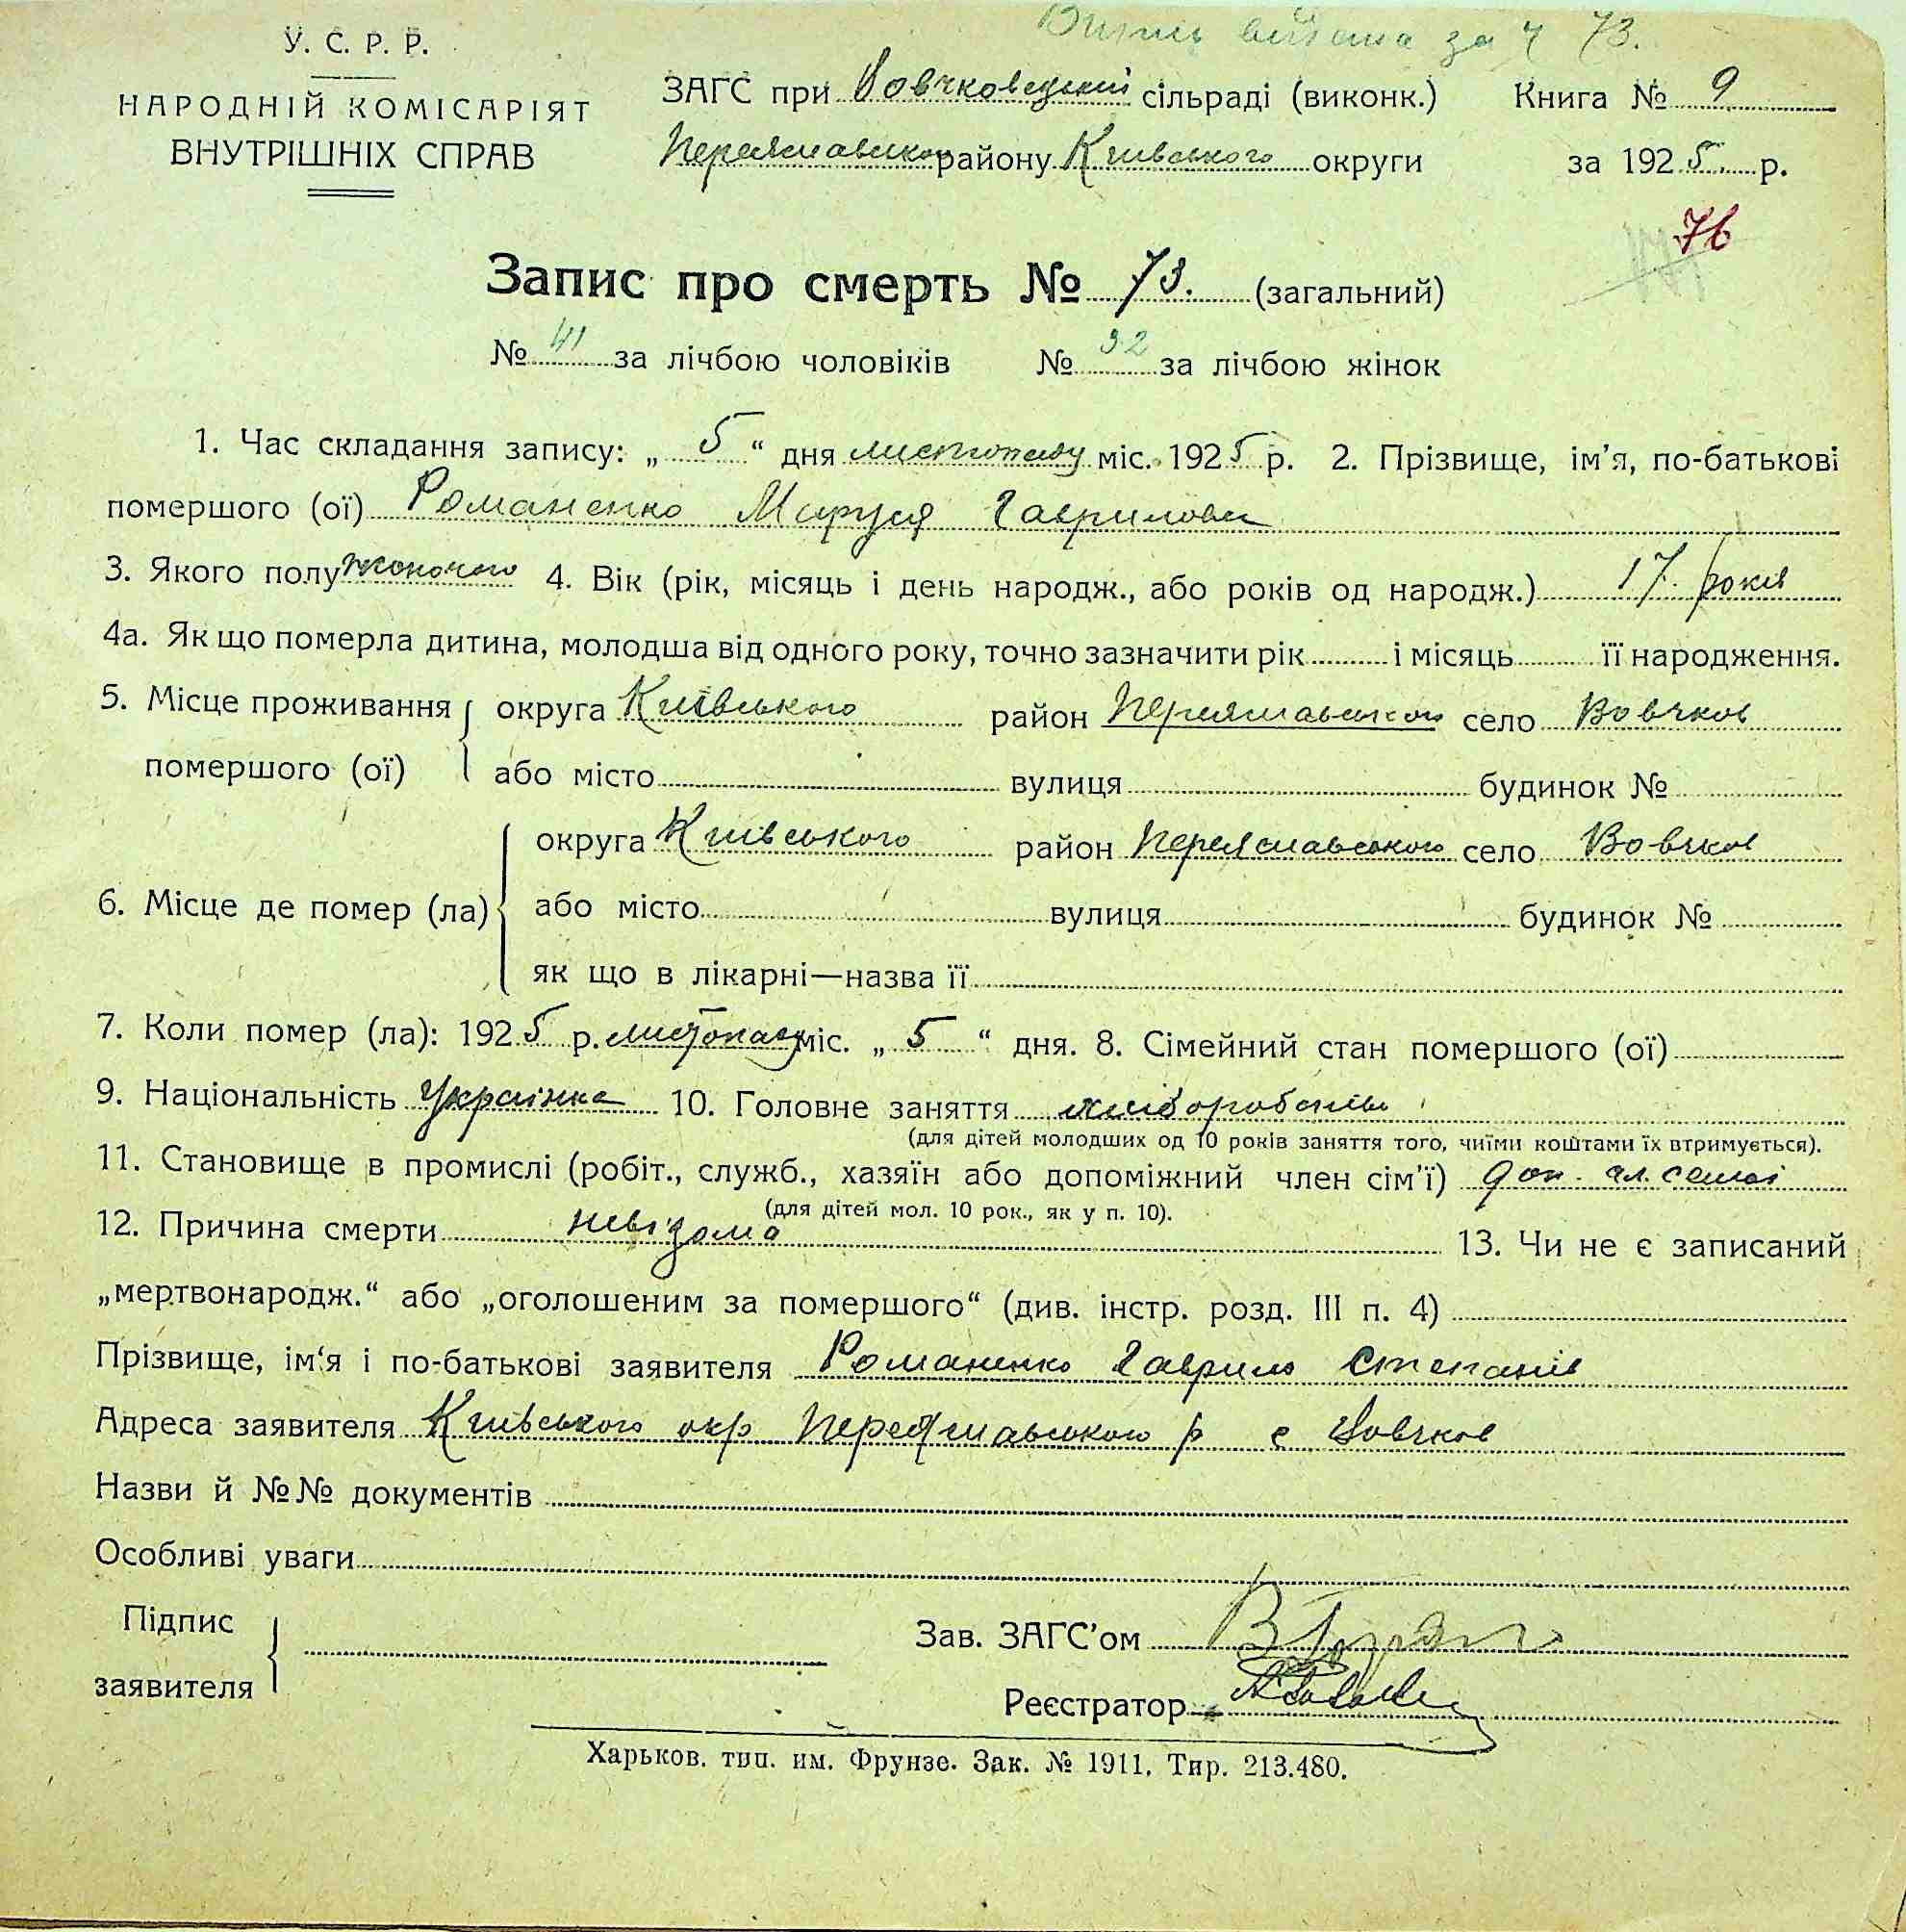 за ч 73.
У. С. Р. Р.
НАРОДНІЙ КОМІСАРІЯТ
ВНУТРІШНІХ СПРАВ
ЗАГС при Вовчковецький сільраді (виконк.) Книга № 9
Переяславсько району Київського округи за 1925 р.
76
Запис про смерть № 73. (загальний)
№ 41 за лічбою чоловіків № 32 за лічбою жінок
1. Час складання запису: „ 5 “ дня листопаду міс. 1925 р. 2. Прізвище, ім’я, по-батькові
помершого (ої) Романенко Маруся Гаврилова
3. Якого полу жоночого 4. Вік (рік, місяць і день народж., або років од народж.) 17. років
4а. Як що померла дитина, молодша від одного року, точно зазначити рік і місяць її народження.
5. Місце проживання округа Київського район Переяславського село Вовчков
помершого (ої) або місто вулиця будинок №
округа Київського район Переяславського село Вовчков
6. Місце де помер (ла) або місто вулиця будинок №
як що в лікарні—назва її
7. Коли помер (ла): 1925 р. листопаду міс. „ 5 “ дня. 8. Сімейний стан помершого (ої)
9. Національність Українка 10. Головне заняття
(для дітей молодших од 10 років заняття того, чиїми коштами їх втримується).
11. Становище в промислі (робіт., служб., хазяїн або допоміжний член сім’ї) доп. чл. семьі
(для дітей мол. 10 рок., як у п. 10).
12. Причина смерти невідома 13. Чи не є записаний
„мертвонародж.“ або „оголошеним за помершого“ (див. інстр. розд. III п. 4)
Прізвище, ім‘я і по-батькові заявителя Романенко Гаврило Степанів
Адреса заявителя Київського окр Переяславського р с Вовчков
Назви й №№ документів
Особливі уваги
Підпис
заявителя
Зав. ЗАГС’ом
Реєстратор
Харьков. тип. им. Фрунзе. Зак. № 1911. Тир. 213.480.